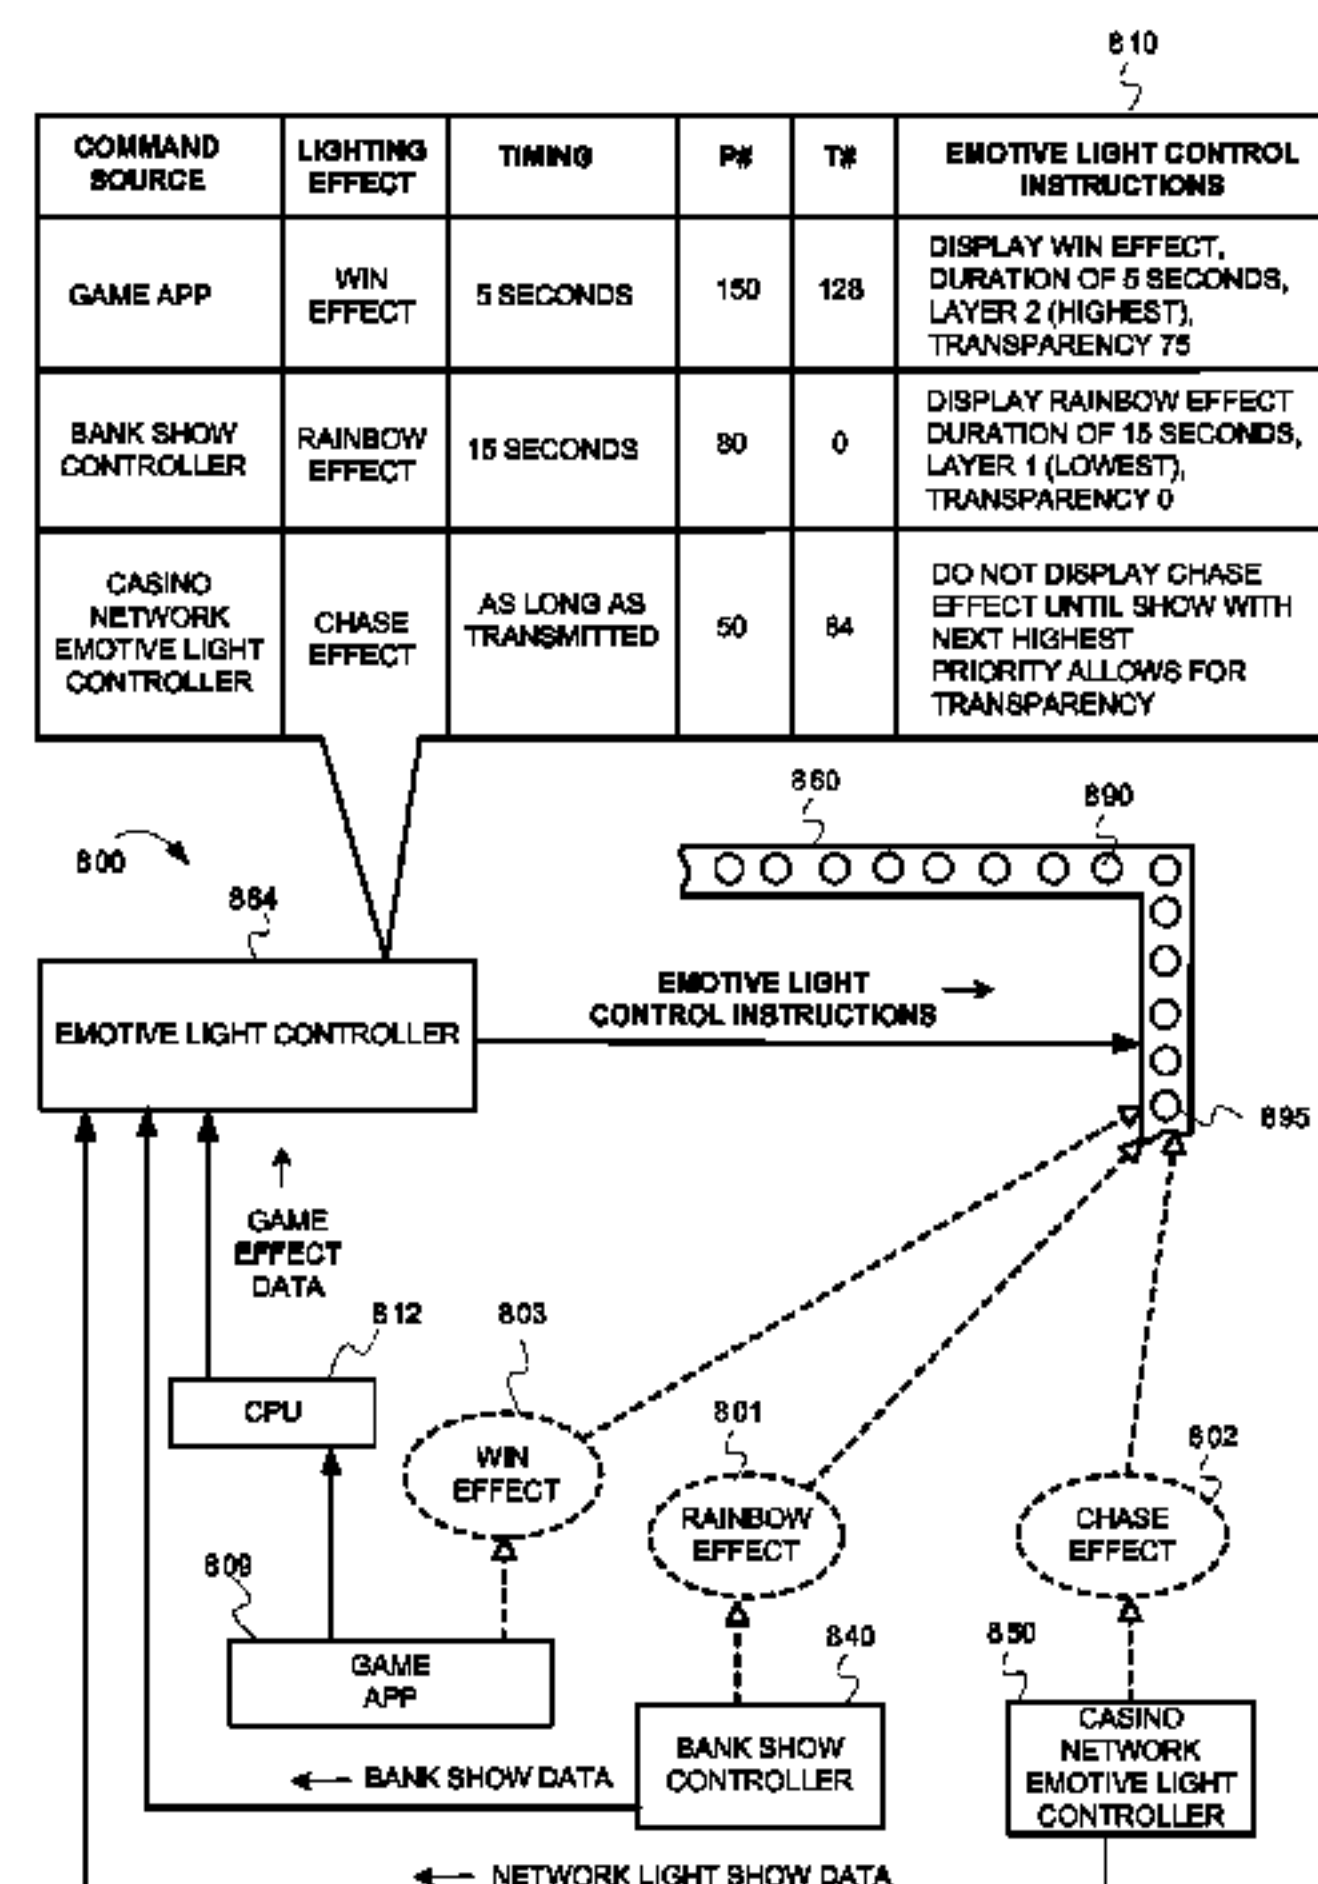 810
COMMAND SOURCE
LIGHTING EFFECT
TIMING
P#
T#
EMOTIVE LIGHT CONTROL INSTRUCTIONS
GAME APP
WIN EFFECT
5 SECONDS
150
128
DISPLAY WIN EFFECT,
DURATION OF 5 SECONDS,
LAYER 2 (HIGHEST),
TRANSPARENCY 75
BANK SHOW CONTROLLER
RAINBOW EFFECT
15 SECONDS
80
0
DISPLAY RAINBOW EFFECT
DURATION OF 15 SECONDS,
LAYER 1 (LOWEST),
TRANSPARENCY 0
CASINO
NETWORK
EMOTIVE LIGHT
CONTROLLER
CHASE EFFECT
AS LONG AS
TRANSMITTED
50
64
DO NOT DISPLAY CHASE
EFFECT UNTIL SHOW WITH
NEXT HIGHEST
PRIORITY ALLOWS FOR
TRANSPARENCY
860
890
800
864
EMOTIVE LIGHT CONTROLLER
EMOTIVE LIGHT
CONTROL INSTRUCTIONS
895
GAME
EFFECT
DATA
812
803
CPU
WIN
EFFECT
801
802
RAINBOW
EFFECT
CHASE
EFFECT
809
840
850
GAME
APP
BANK SHOW
CONTROLLER
CASINO
NETWORK
EMOTIVE LIGHT
CONTROLLER
BANK SHOW DATA
NETWORK LIGHT SHOW DATA